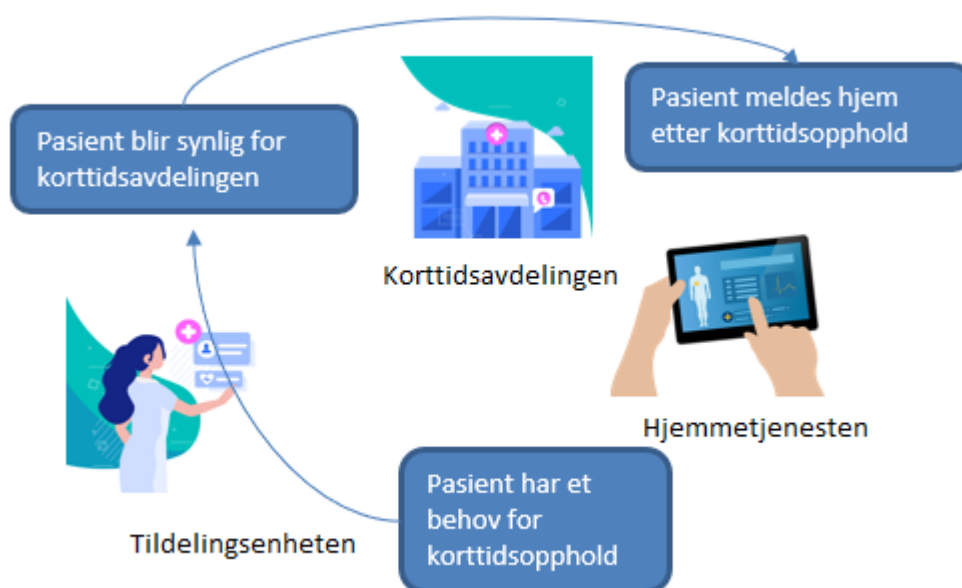 Pasient blir synlig for
korttidsavdelingen
Pasient meldes hjem
etter korttidsopphold
Korttidsavdelingen
Hjemmetjenesten
Tildelingsenheten
Pasient har et
behov for
korttidsopphold